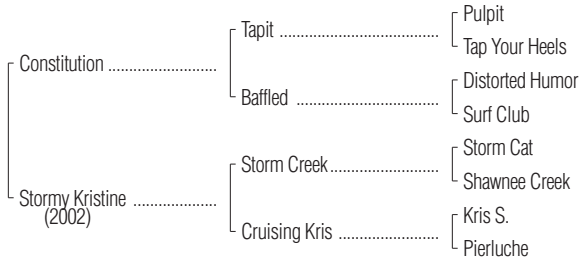 Pulpit
Tapit ......................................
Tap Your Heels
Constitution ..........................
Distorted Humor
Baffled ..................................
Surf Club
Storm Cat
Storm Creek..........................
Shawnee Creek
Stormy Kristine ....................
(2002)
Kris S.
Cruising Kris ........................
Pierluche